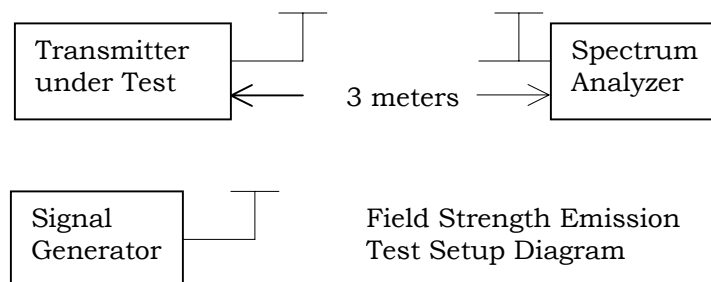 Transmitter
under Test
3 meters
Spectrum
Analyzer
Signal
Generator
Field Strength Emission
Test Setup Diagram